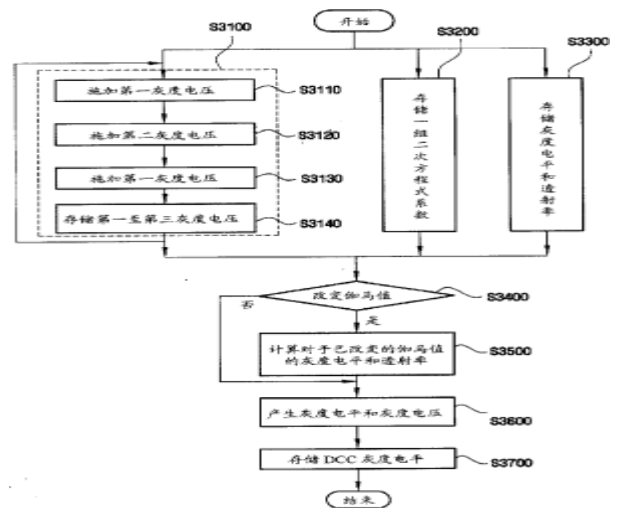 开始
S3100
S3200
S3300
施加第一灰度电压
S3110
施加第二灰度电压
S3120
施加第一灰度电压
S3130
存储第一至第三灰度电压
S3140
存储一组二次方程式系数
存储灰度电平和透射率
改定伽马值
S3400
否
是
计算对于已改变的伽马值
的灰度电平和透射率
S3500
产生灰度电平和灰度电压
S3600
存储DCC灰度电平
S3700
结束